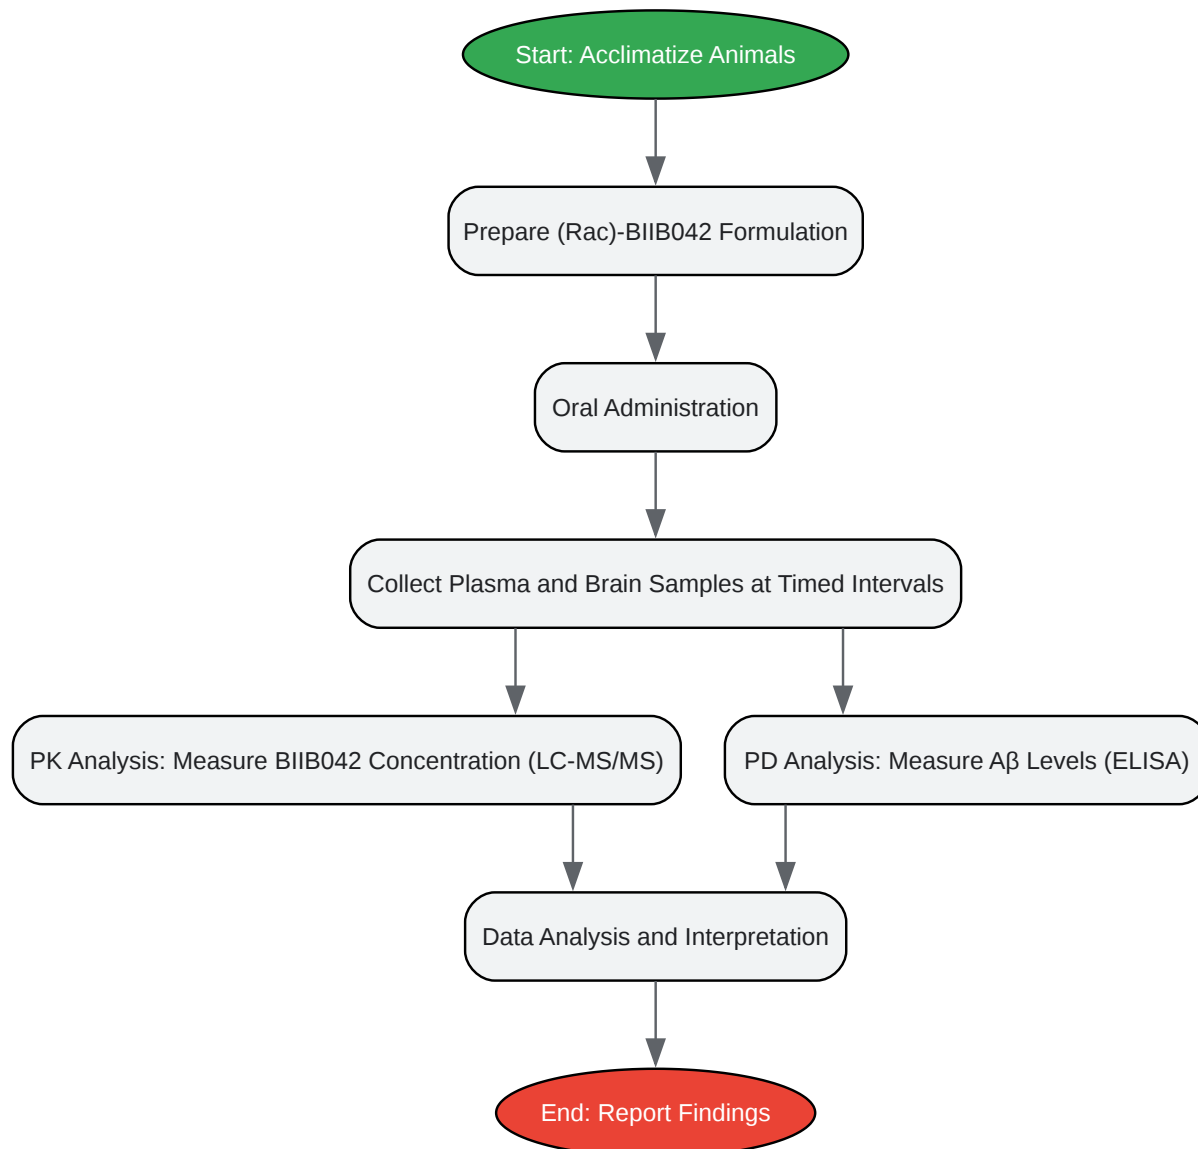 Start: Acclimatize Animals
Prepare (Rac)-BIIB042 Formulation
Oral Administration
Collect Plasma and Brain Samples at Timed Intervals
PK Analysis: Measure BIIB042 Concentration (LC-MS/MS)
PD Analysis: Measure Aβ Levels (ELISA)
Data Analysis and Interpretation
End: Report Findings